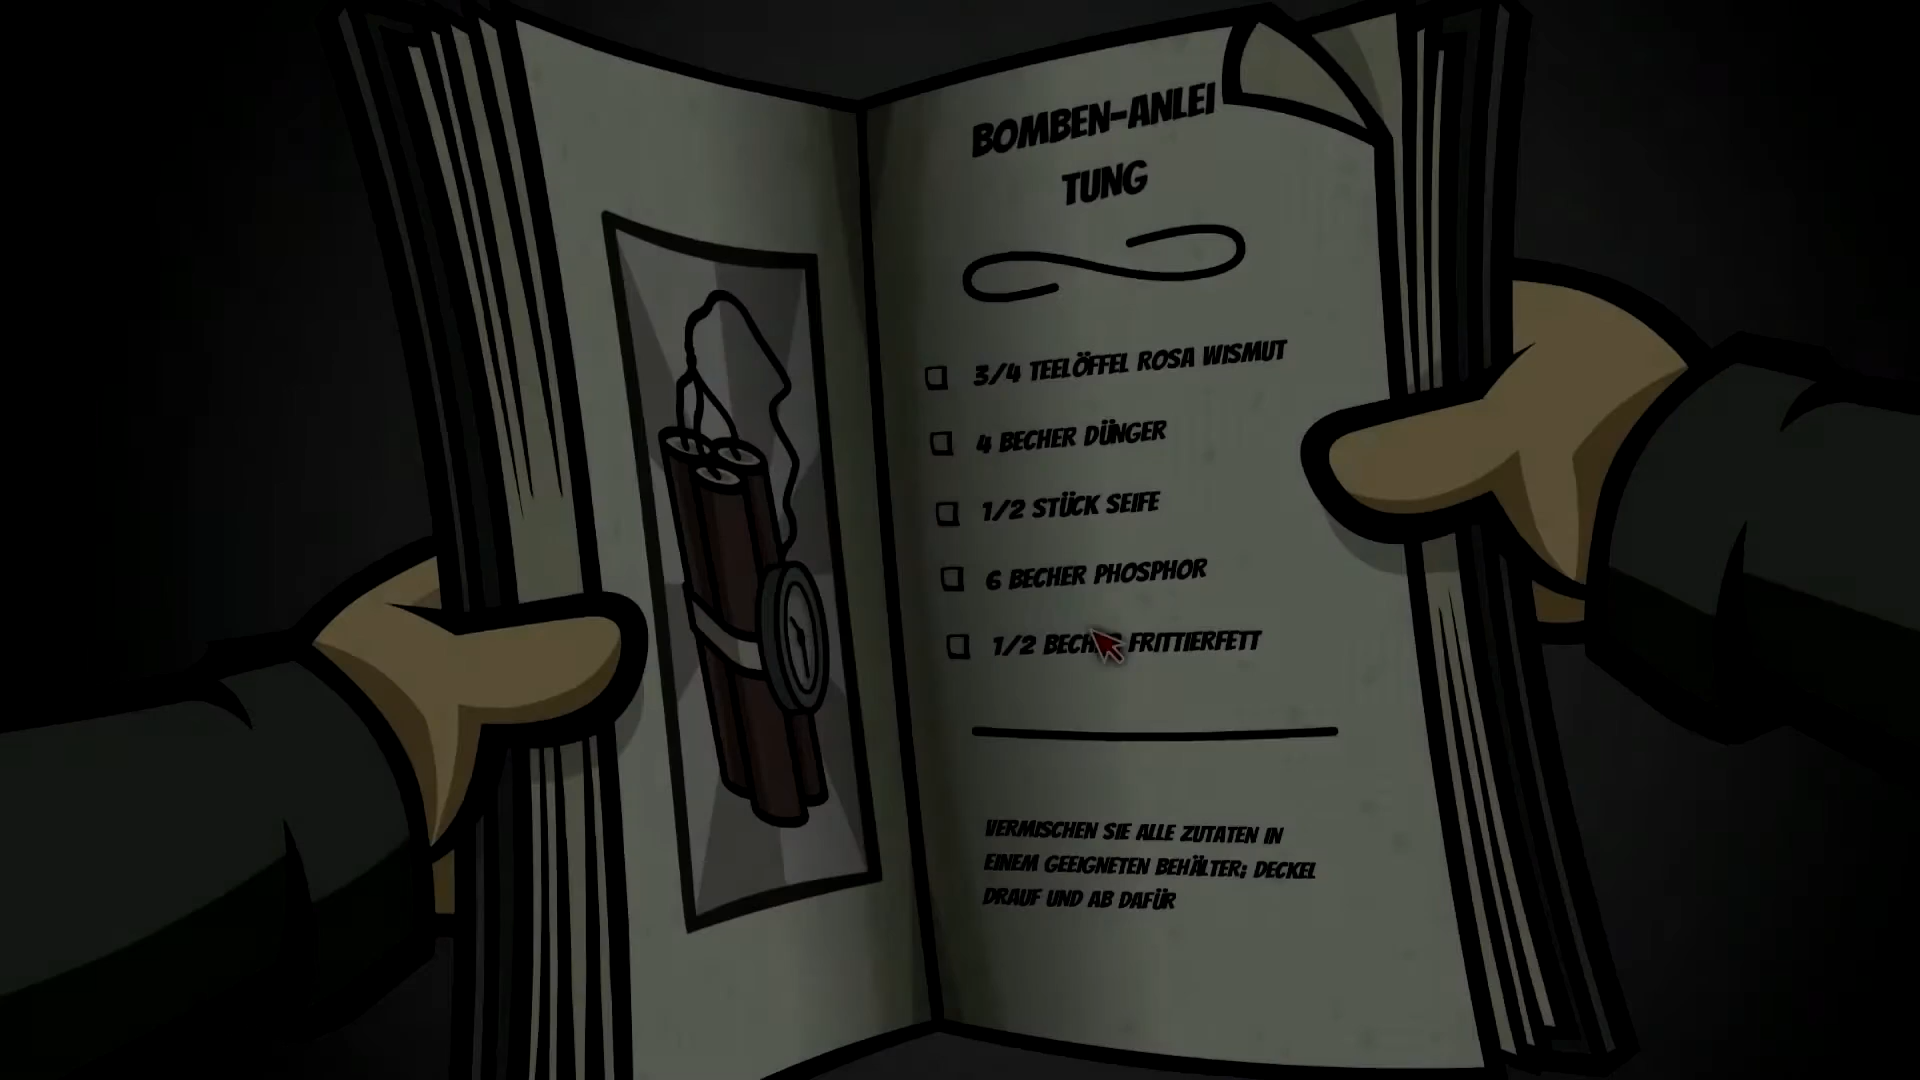 BOMBEN-ANLEI
TUNG
3/4 TEELÖFFEL ROSA WISMUT
4 BECHER DÜNGER
1/2 STÜCK SEIFE
6 BECHER PHOSPHOR
1/2 BECHER FRITTIERFETT
VERMISCHEN SIE ALLE ZUTATEN IN
EINEM GEEIGNETEN BEHÄLTER; DECKEL
DRAUF UND AB DAFÜR